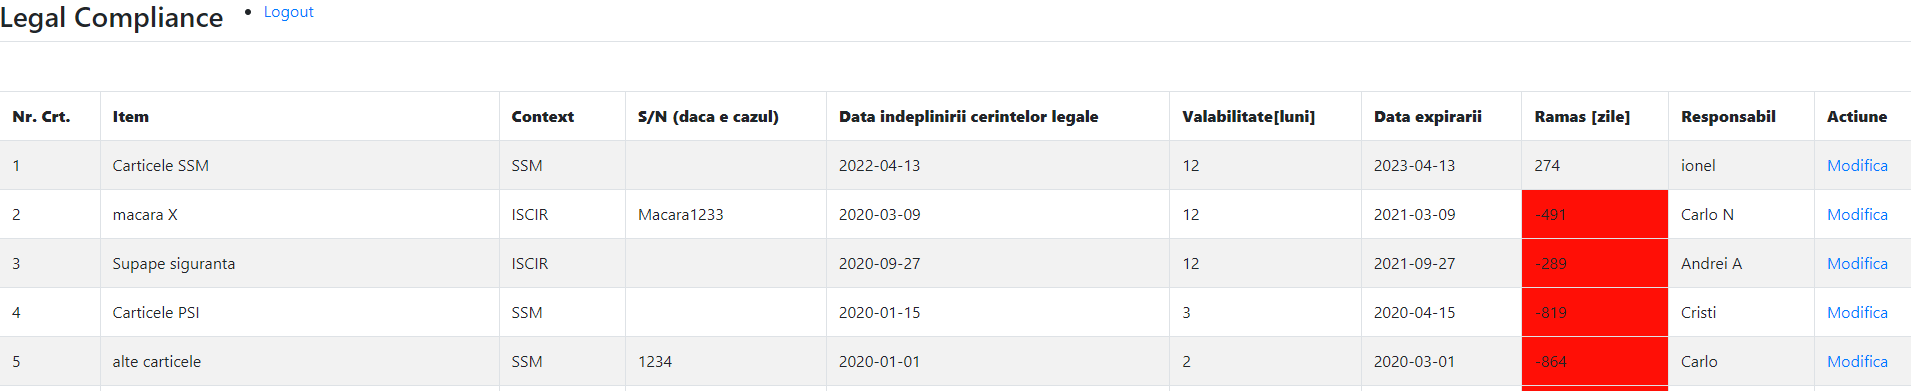 Legal Compliance • Logout
Nr. Crt. Item Context S/N (daca e cazul) Data indeplinirii cerintelor legale Valabilitate[luni] Data expirarii Ramas [zile] Responsabil Actiune
1 Carticele SSM SSM 2022-04-13 12 2023-04-13 274 ionel Modifica
2 macara X ISCIR Macara1233 2020-03-09 12 2021-03-09 -491 Carlo N Modifica
3 Supape siguranta ISCIR 2020-09-27 12 2021-09-27 -289 Andrei A Modifica
4 Carticele PSI SSM 2020-01-15 3 2020-04-15 -819 Cristi Modifica
5 alte carticele SSM 1234 2020-01-01 2 2020-03-01 -864 Carlo Modifica